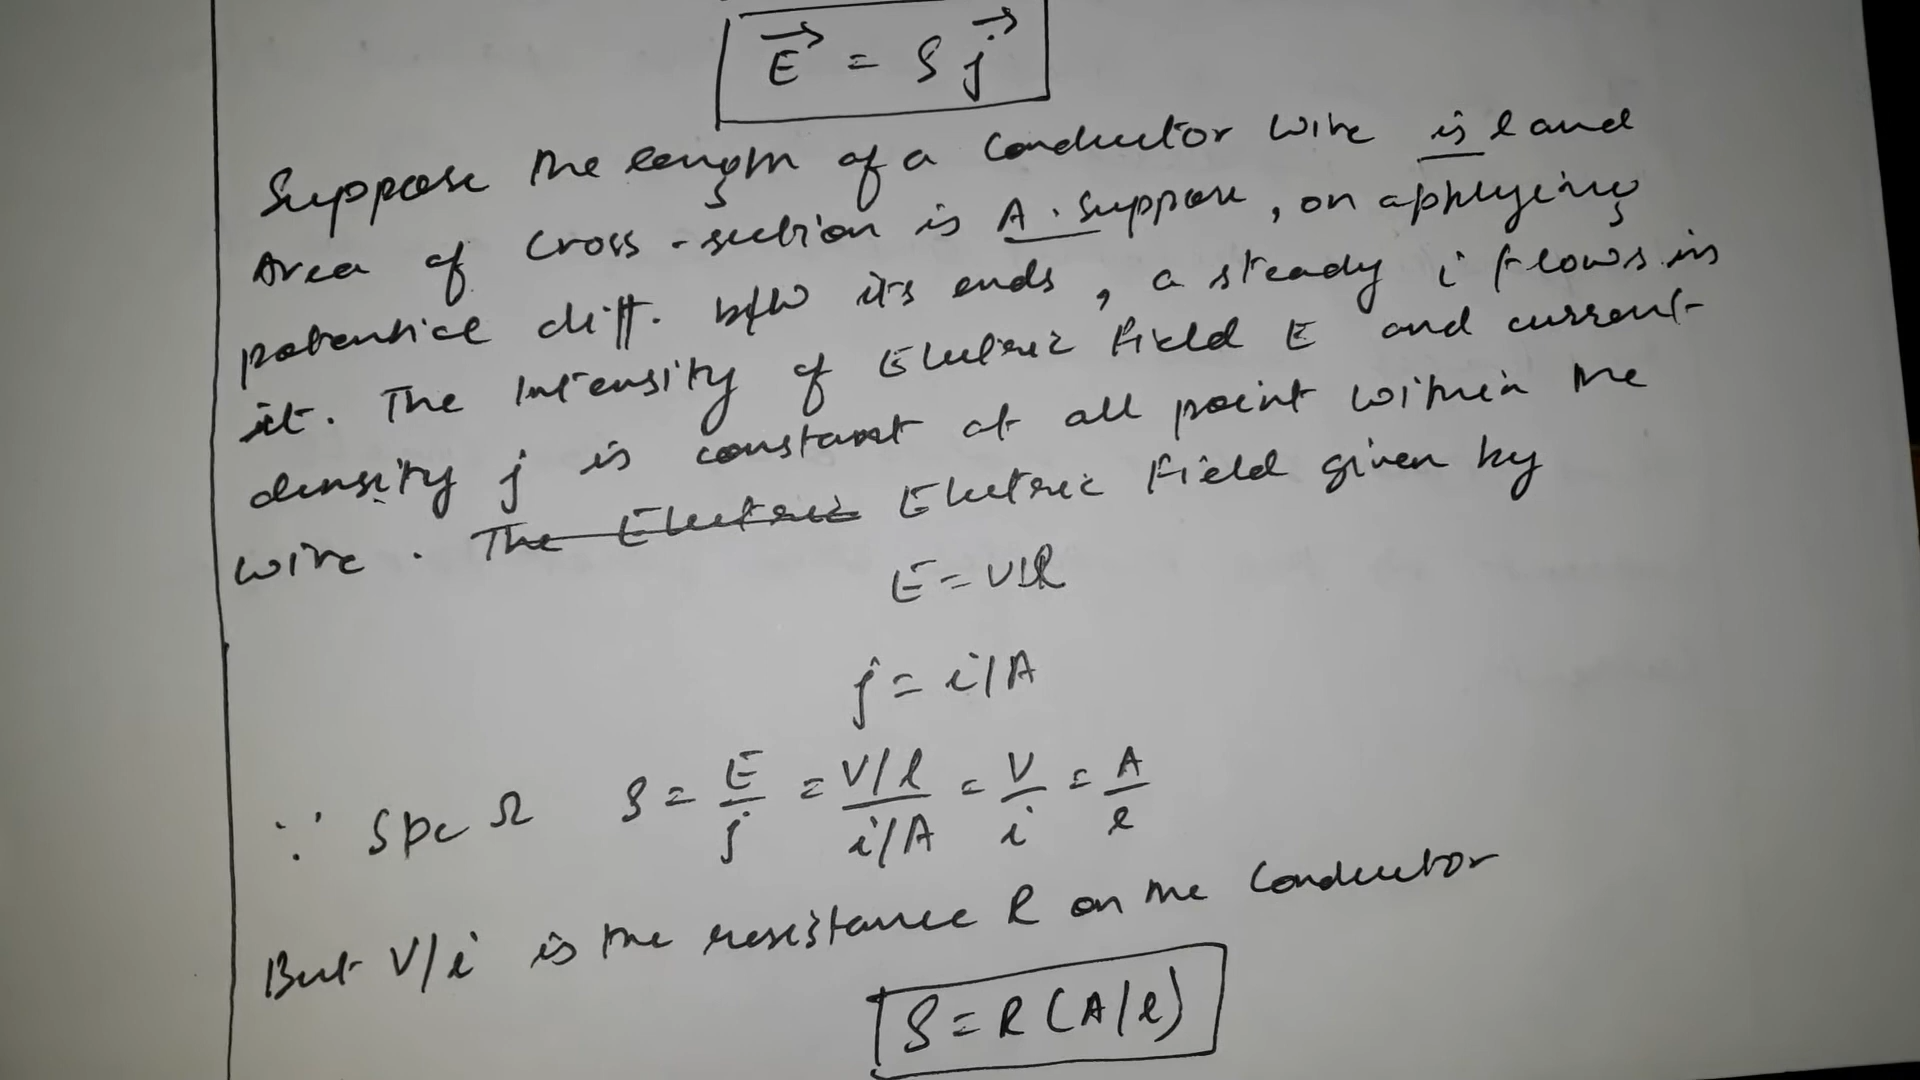 E⃗ = ρ j⃗
Suppose the length of a conductor wire is l and
Area of cross-section is A. Suppose, on applyeing
potential diff. b/w its ends, a steady i flows in
it. The Intensity of Electric Field E and current
density j is constant at all point within the
wire. The Electric Electric Field given by
E = V/l
j = i/A
∵ Spc Ω ρ = E/j = V/l / i/A = V/i = A/l
But V/i is the resistance R on the Conductor
ρ = R (A/l)